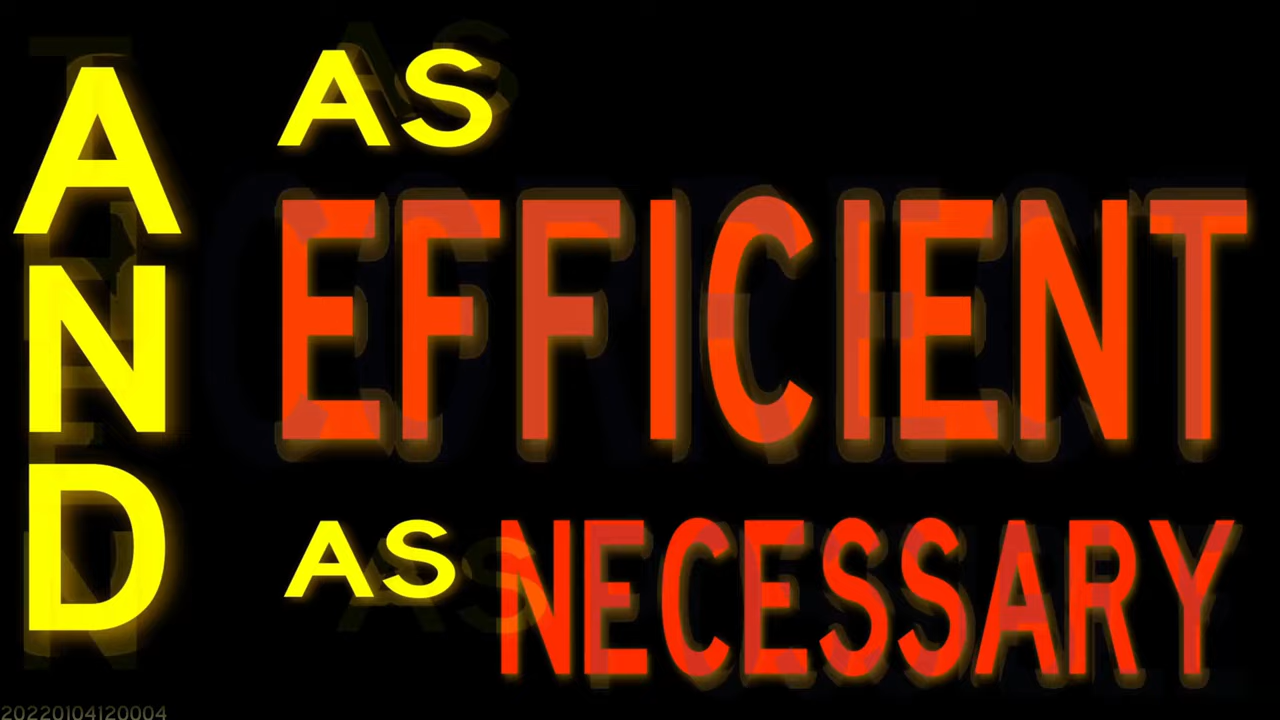 AND
AS
EFFICIENT
AS NECESSARY
20220104120004